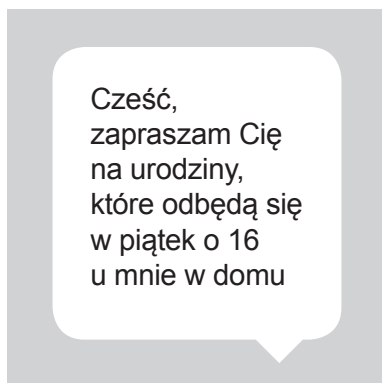 Cześć,
zapraszam Cię
na urodziny,
które odbędą się
w piątek o 16
u mnie w domu